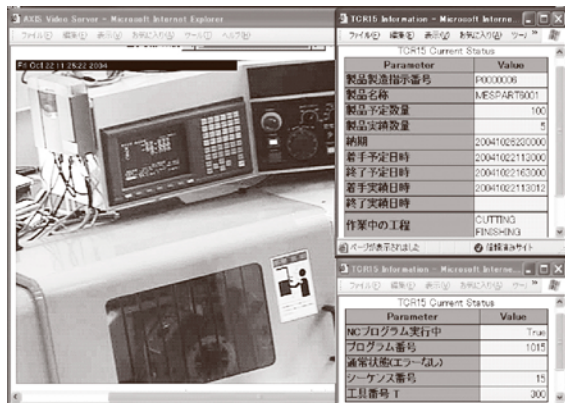 AXIS Video Server - Microsoft Internet Explorer
ファイル(F) 編集(E) 表示(V) お気に入り(A) ツール(T) ヘルプ(H)
Fri Oct 22 11:25:22 2004
TCR15 Information - Microsoft Interne...
ファイル(F) 編集(E) 表示(V) お気に入り(A) ツール »
TCR15 Current Status
Parameter Value
製品製造指示番号 P0000006
製品名称 MESPART6001
製品予定数量 100
製品実績数量 5
納期 20041026230000
着手予定日時 20041022113000
終了予定日時 20041022163000
着手実績日時 20041022113012
終了実績日時
作業中の工程 CUTTING
FINISHING
ページが表示されました 信頼済みサイト
TCR15 Information - Microsoft Interne...
ファイル(F) 編集(E) 表示(V) お気に入り(A) ツール »
TCR15 Current Status
Parameter Value
NCプログラム実行中 True
プログラム番号 1015
通常状態(エラーなし)
シーケンス番号 15
工具番号 T 300